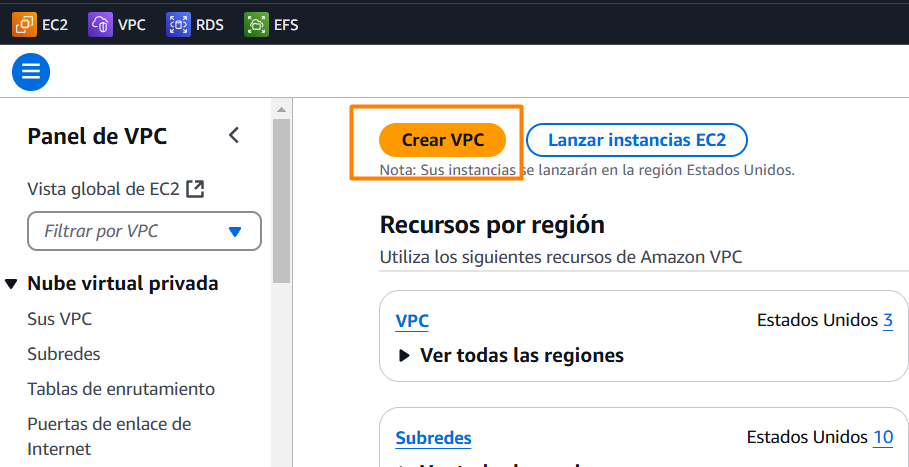 EC2 VPC RDS EFS
Panel de VPC
Vista global de EC2
Filtrar por VPC
Nube virtual privada
Sus VPC
Subredes
Tablas de enrutamiento
Puertas de enlace de
Internet
Crear VPC Lanzar instancias EC2
Nota: Sus instancias se lanzarán en la región Estados Unidos.
Recursos por región
Utiliza los siguientes recursos de Amazon VPC
VPC Estados Unidos 3
Ver todas las regiones
Subredes Estados Unidos 10